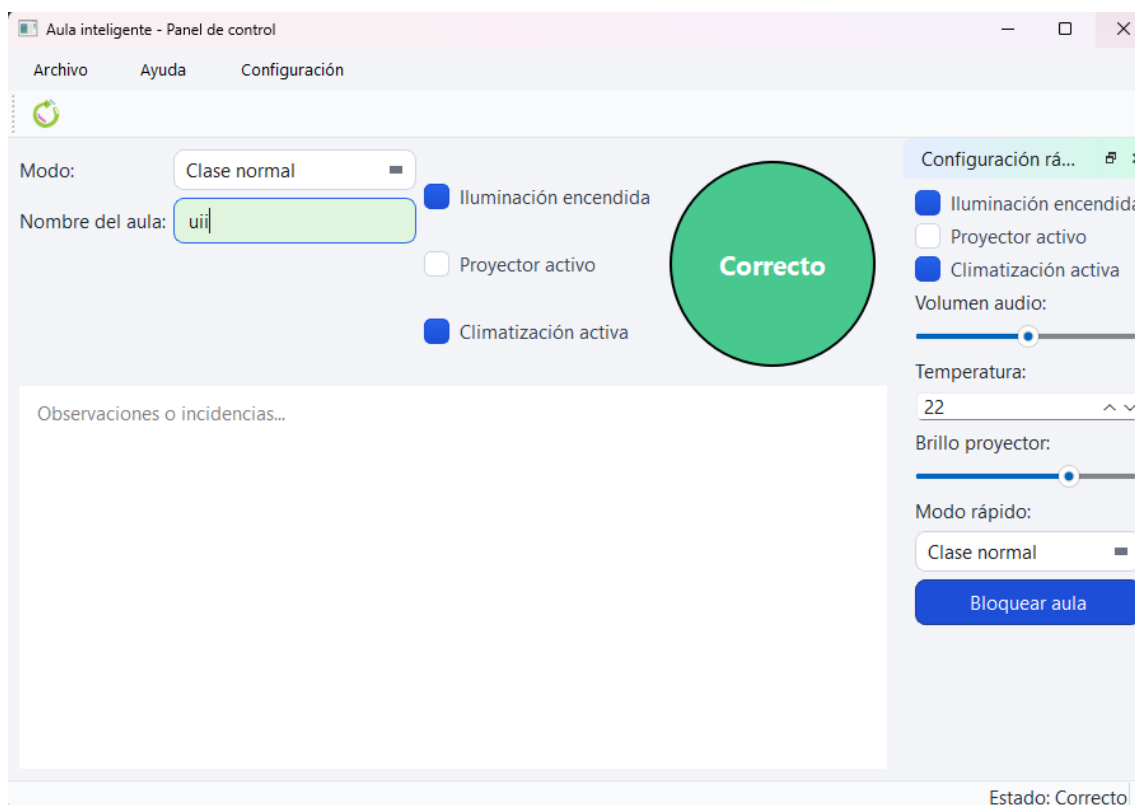 Aula inteligente - Panel de control
Archivo Ayuda Configuración
Modo: Clase normal
Nombre del aula: uii
Iluminación encendida
Proyector activo
Climatización activa
Correcto
Observaciones o incidencias...
Configuración rá...
Iluminación encendida
Proyector activo
Climatización activa
Volumen audio:
Temperatura:
22
Brillo proyector:
Modo rápido:
Clase normal
Bloquear aula
Estado: Correcto